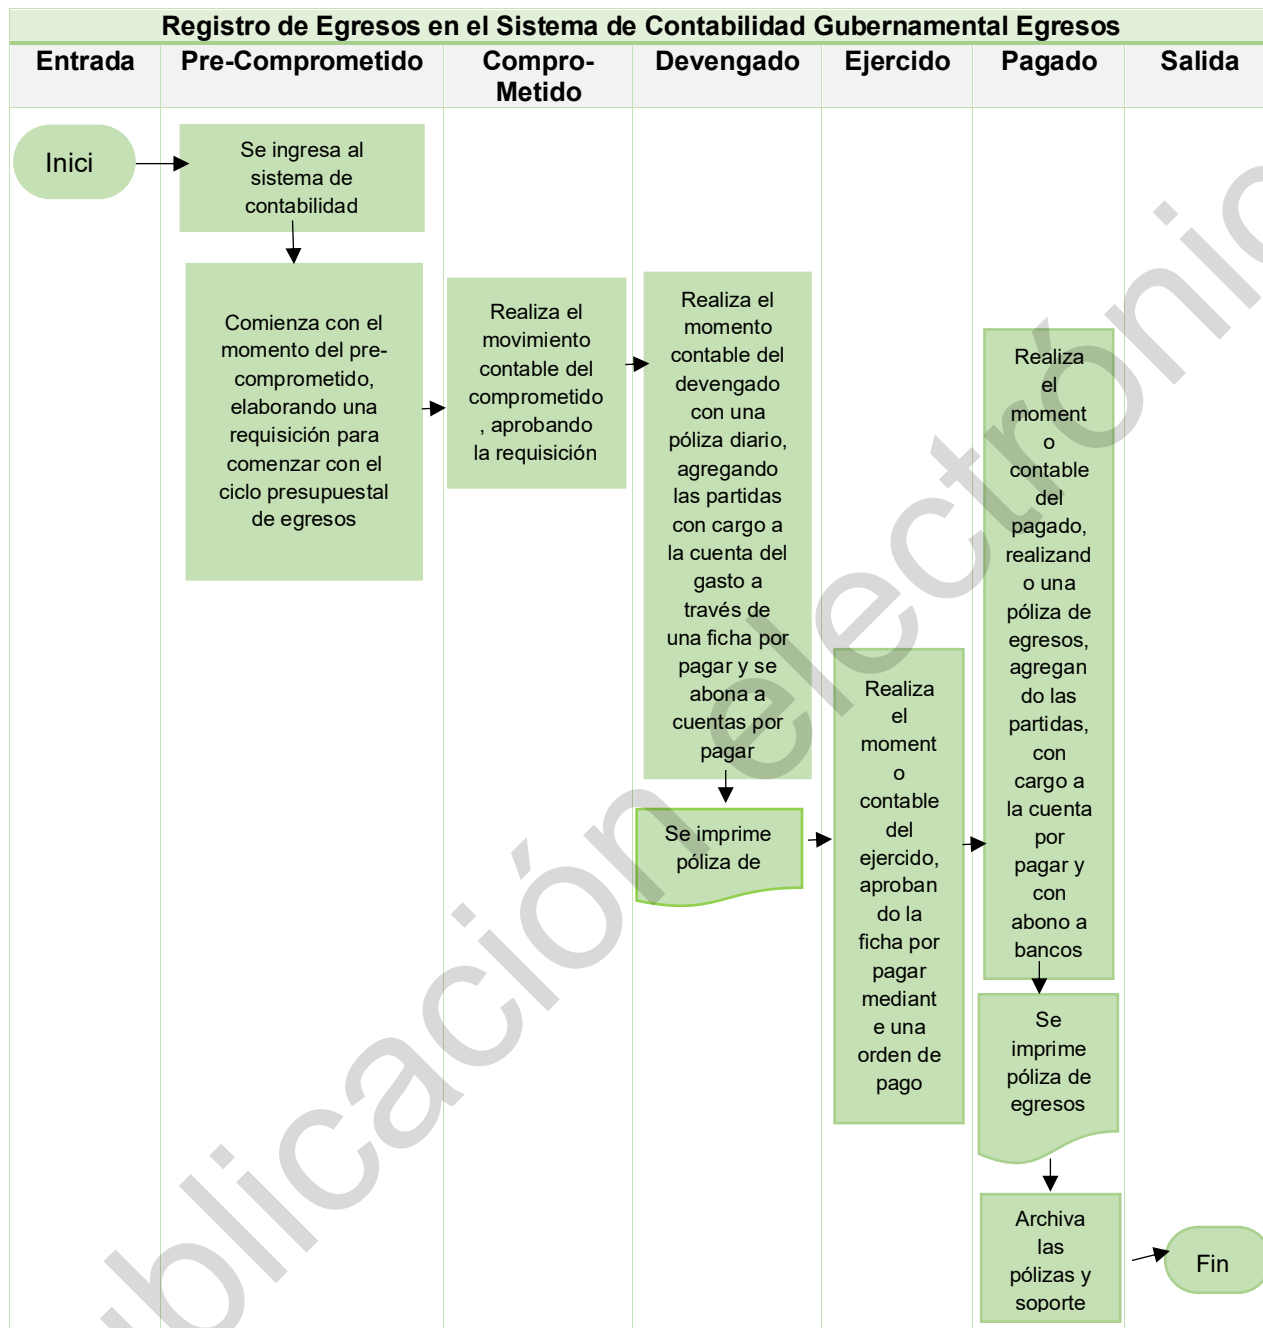 Registro de Egresos en el Sistema de Contabilidad Gubernamental Egresos
Entrada
Pre-Comprometido
Compro-
Metido
Devengado
Ejercido
Pagado
Salida
Inici
Se ingresa al
sistema de
contabilidad
Comienza con el
momento del pre-
comprometido,
elaborando una
requisición para
comenzar con el
ciclo presupuestal
de egresos
Realiza el
movimiento
contable del
comprometido
, aprobando
la requisición
Realiza el
momento
contable del
devengado
con una
póliza diario,
agregando
las partidas
con cargo a
la cuenta del
gasto a
través de
una ficha por
pagar y se
abona a
cuentas por
pagar
Se imprime
póliza de
Realiza
el
moment
o
contable
del
ejercido,
aproban
do la
ficha por
pagar
mediant
e una
orden de
pago
Realiza
el
moment
o
contable
del
pagado,
realizand
o una
póliza de
egresos,
agregan
do las
partidas,
con
cargo a
la cuenta
por
pagar y
con
abono a
bancos
Se
imprime
póliza de
egresos
Archiva
las
pólizas y
soporte
Fin
ublicación electrónic